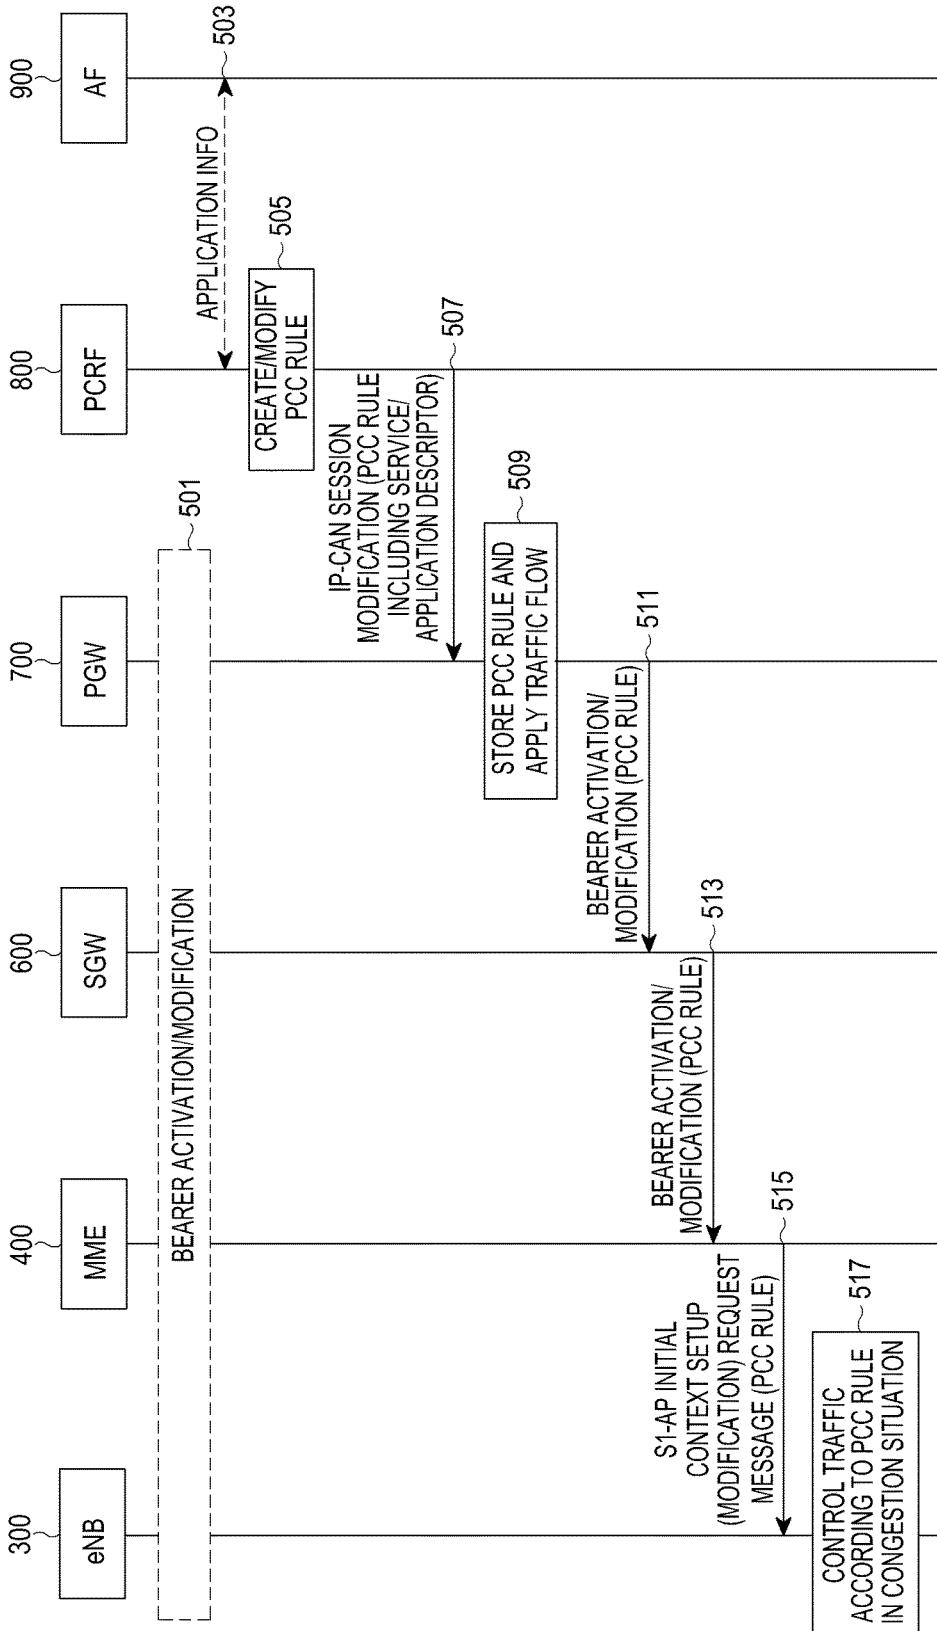 300
400
600
700
800
900
eNB
MME
SGW
PGW
PCRF
AF
BEARER ACTIVATION/MODIFICATION
501
APPLICATION INFO
503
CREATE/MODIFY
PCC RULE
505
IP-CAN SESSION
MODIFICATION (PCC RULE
INCLUDING SERVICE/
APPLICATION DESCRIPTOR)
507
STORE PCC RULE AND
APPLY TRAFFIC FLOW
509
BEARER ACTIVATION/
MODIFICATION (PCC RULE)
511
BEARER ACTIVATION/
MODIFICATION (PCC RULE)
513
S1-AP INITIAL
CONTEXT SETUP
(MODIFICATION) REQUEST
MESSAGE (PCC RULE)
515
CONTROL TRAFFIC
ACCORDING TO PCC RULE
IN CONGESTION SITUATION
517